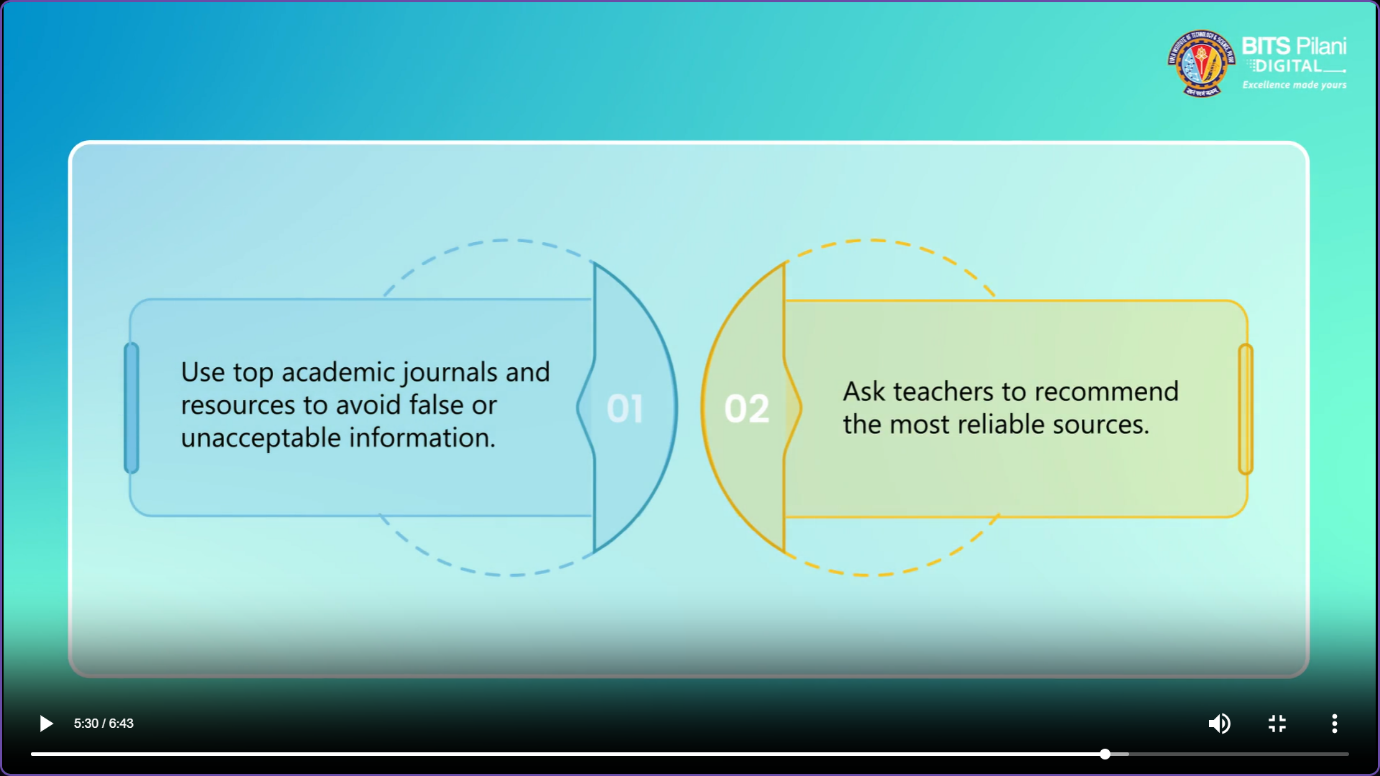 BITS Pilani
DIGITAL
Excellence made yours
Use top academic journals and
resources to avoid false or
unacceptable information.
01
02
Ask teachers to recommend
the most reliable sources.
5:30 / 6:43